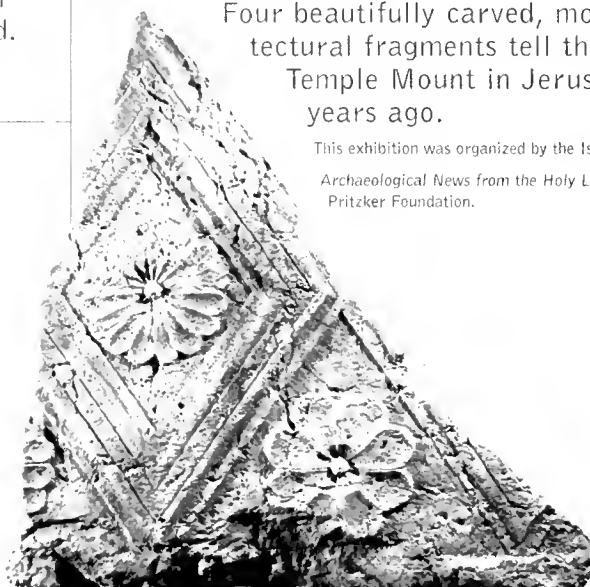 d.
Four beautifully carved, mo
tectural fragments tell th
Temple Mount in Jerus
years ago.
This exhibition was organized by the Is
Archaeological News from the Holy L
Pritzker Foundation.